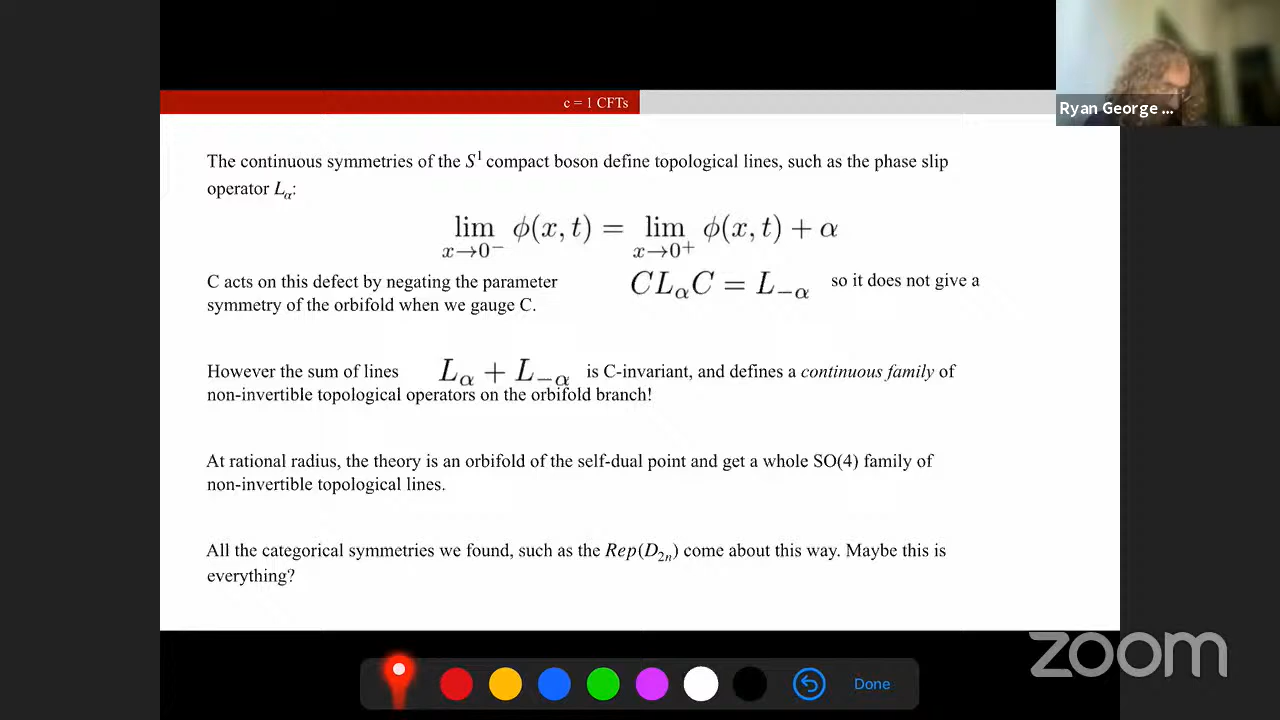 Ryan George ...
c = 1 CFTs
The continuous symmetries of the S¹ compact boson define topological lines, such as the phase slip
operator L_α:
lim_{x→0⁻} φ(x, t) = lim_{x→0⁺} φ(x, t) + α
C acts on this defect by negating the parameter CL_αC = L_{−α} so it does not give a
symmetry of the orbifold when we gauge C.
However the sum of lines L_α + L_{−α} is C-invariant, and defines a continuous family of
non-invertible topological operators on the orbifold branch!
At rational radius, the theory is an orbifold of the self-dual point and get a whole SO(4) family of
non-invertible topological lines.
All the categorical symmetries we found, such as the Rep(D_{2n}) come about this way. Maybe this is
everything?
zoom
Done